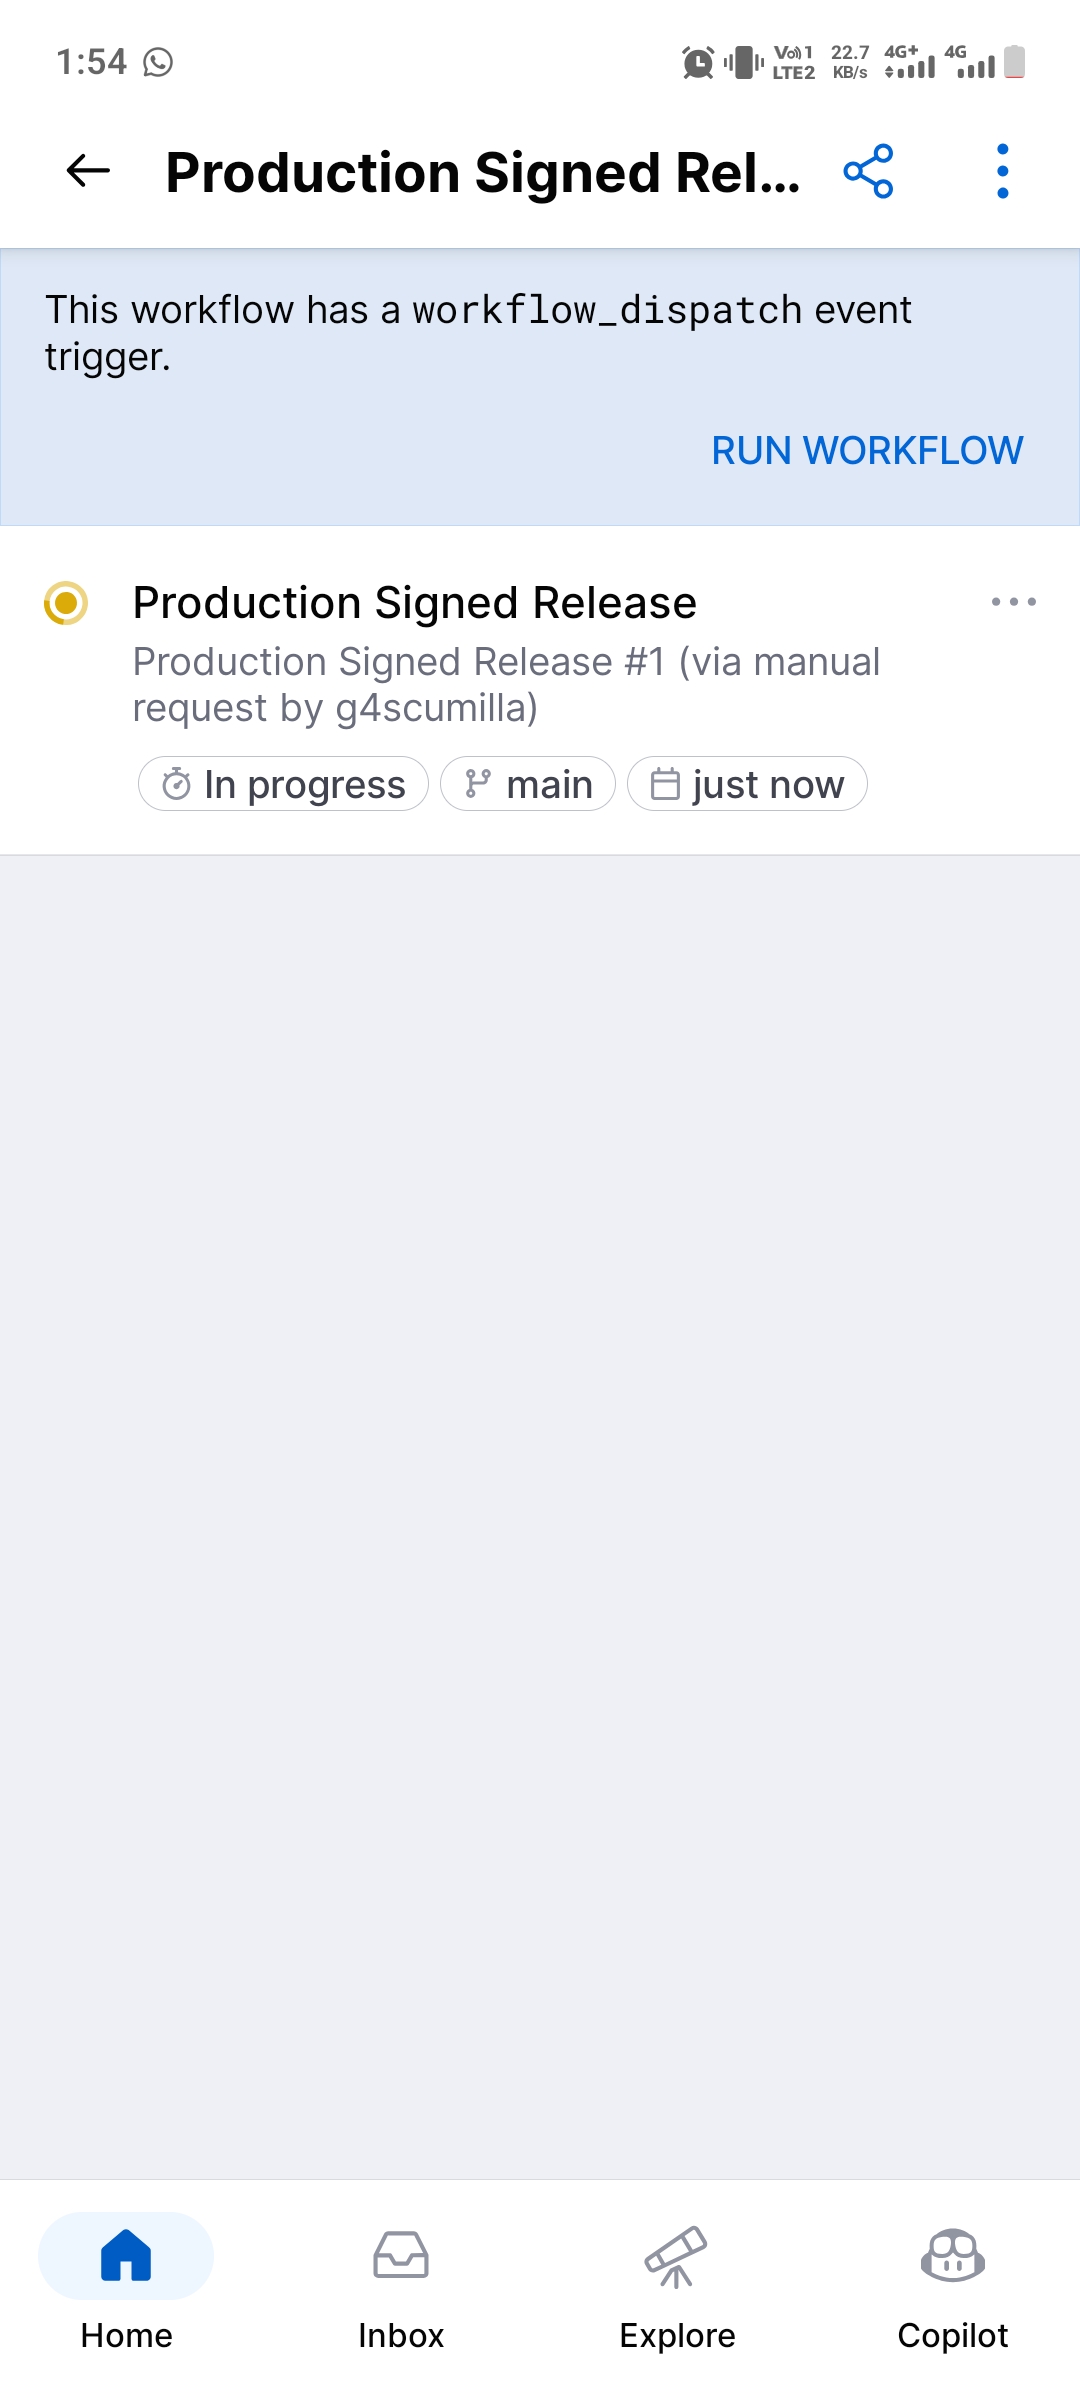 1:54
Vo) 1
LTE2
22.7
KB/s
4G+
4G
Production Signed Rel...
This workflow has a workflow_dispatch event
trigger.
RUN WORKFLOW
Production Signed Release
Production Signed Release #1 (via manual
request by g4scumilla)
In progress
main
just now
Home
Inbox
Explore
Copilot